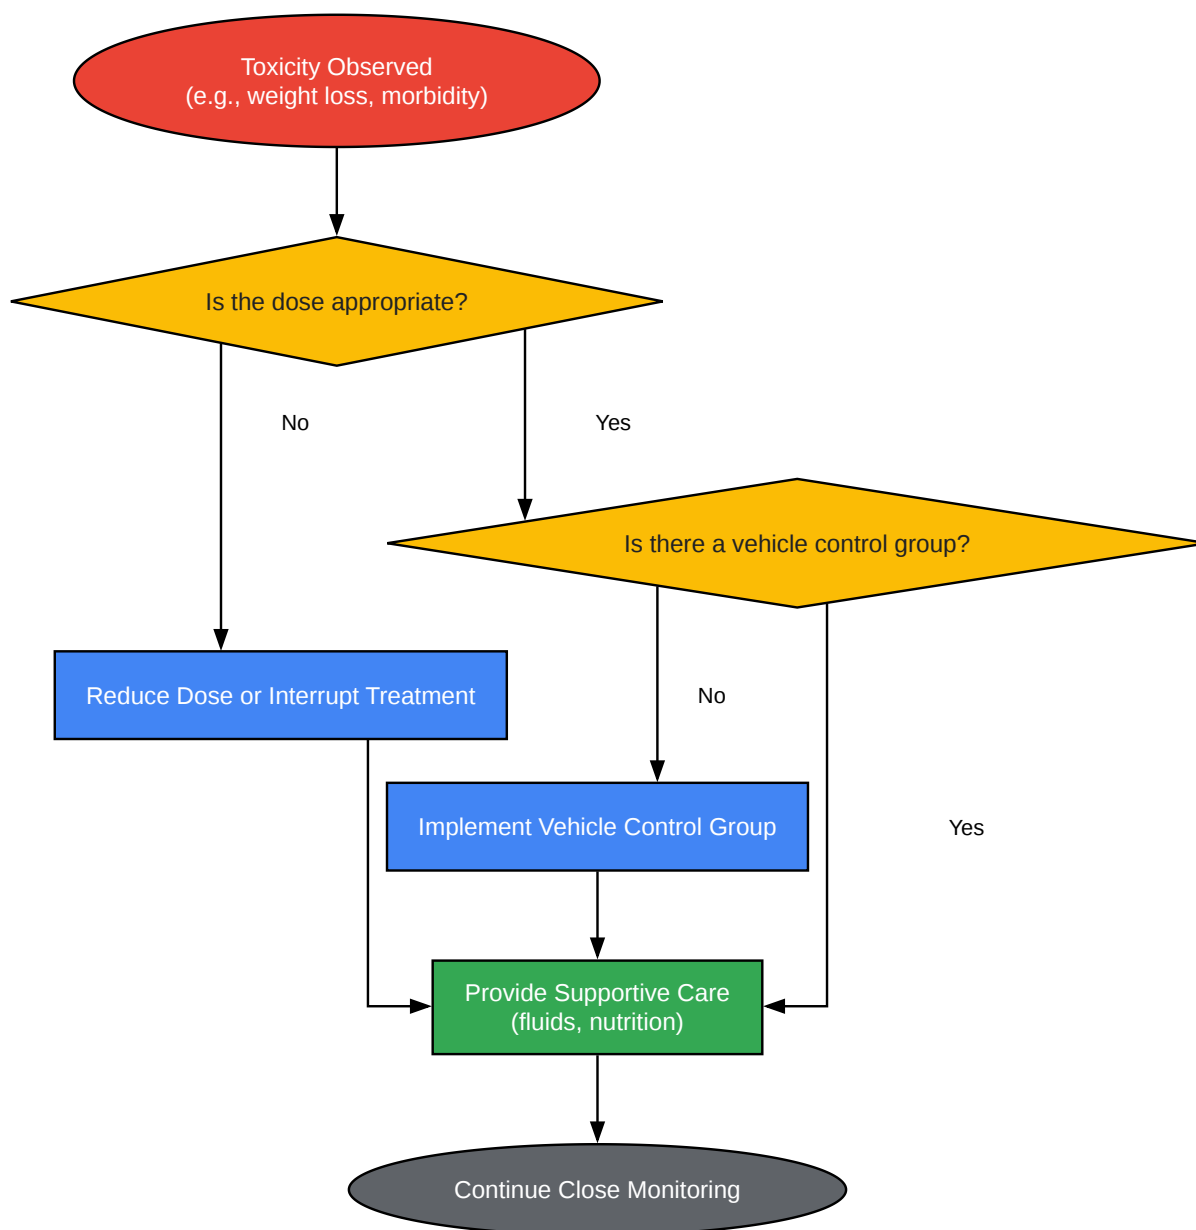 Toxicity Observed
(e.g., weight loss, morbidity)
Is the dose appropriate?
No
Yes
Is there a vehicle control group?
Reduce Dose or Interrupt Treatment
No
Implement Vehicle Control Group
Yes
Provide Supportive Care
(fluids, nutrition)
Continue Close Monitoring